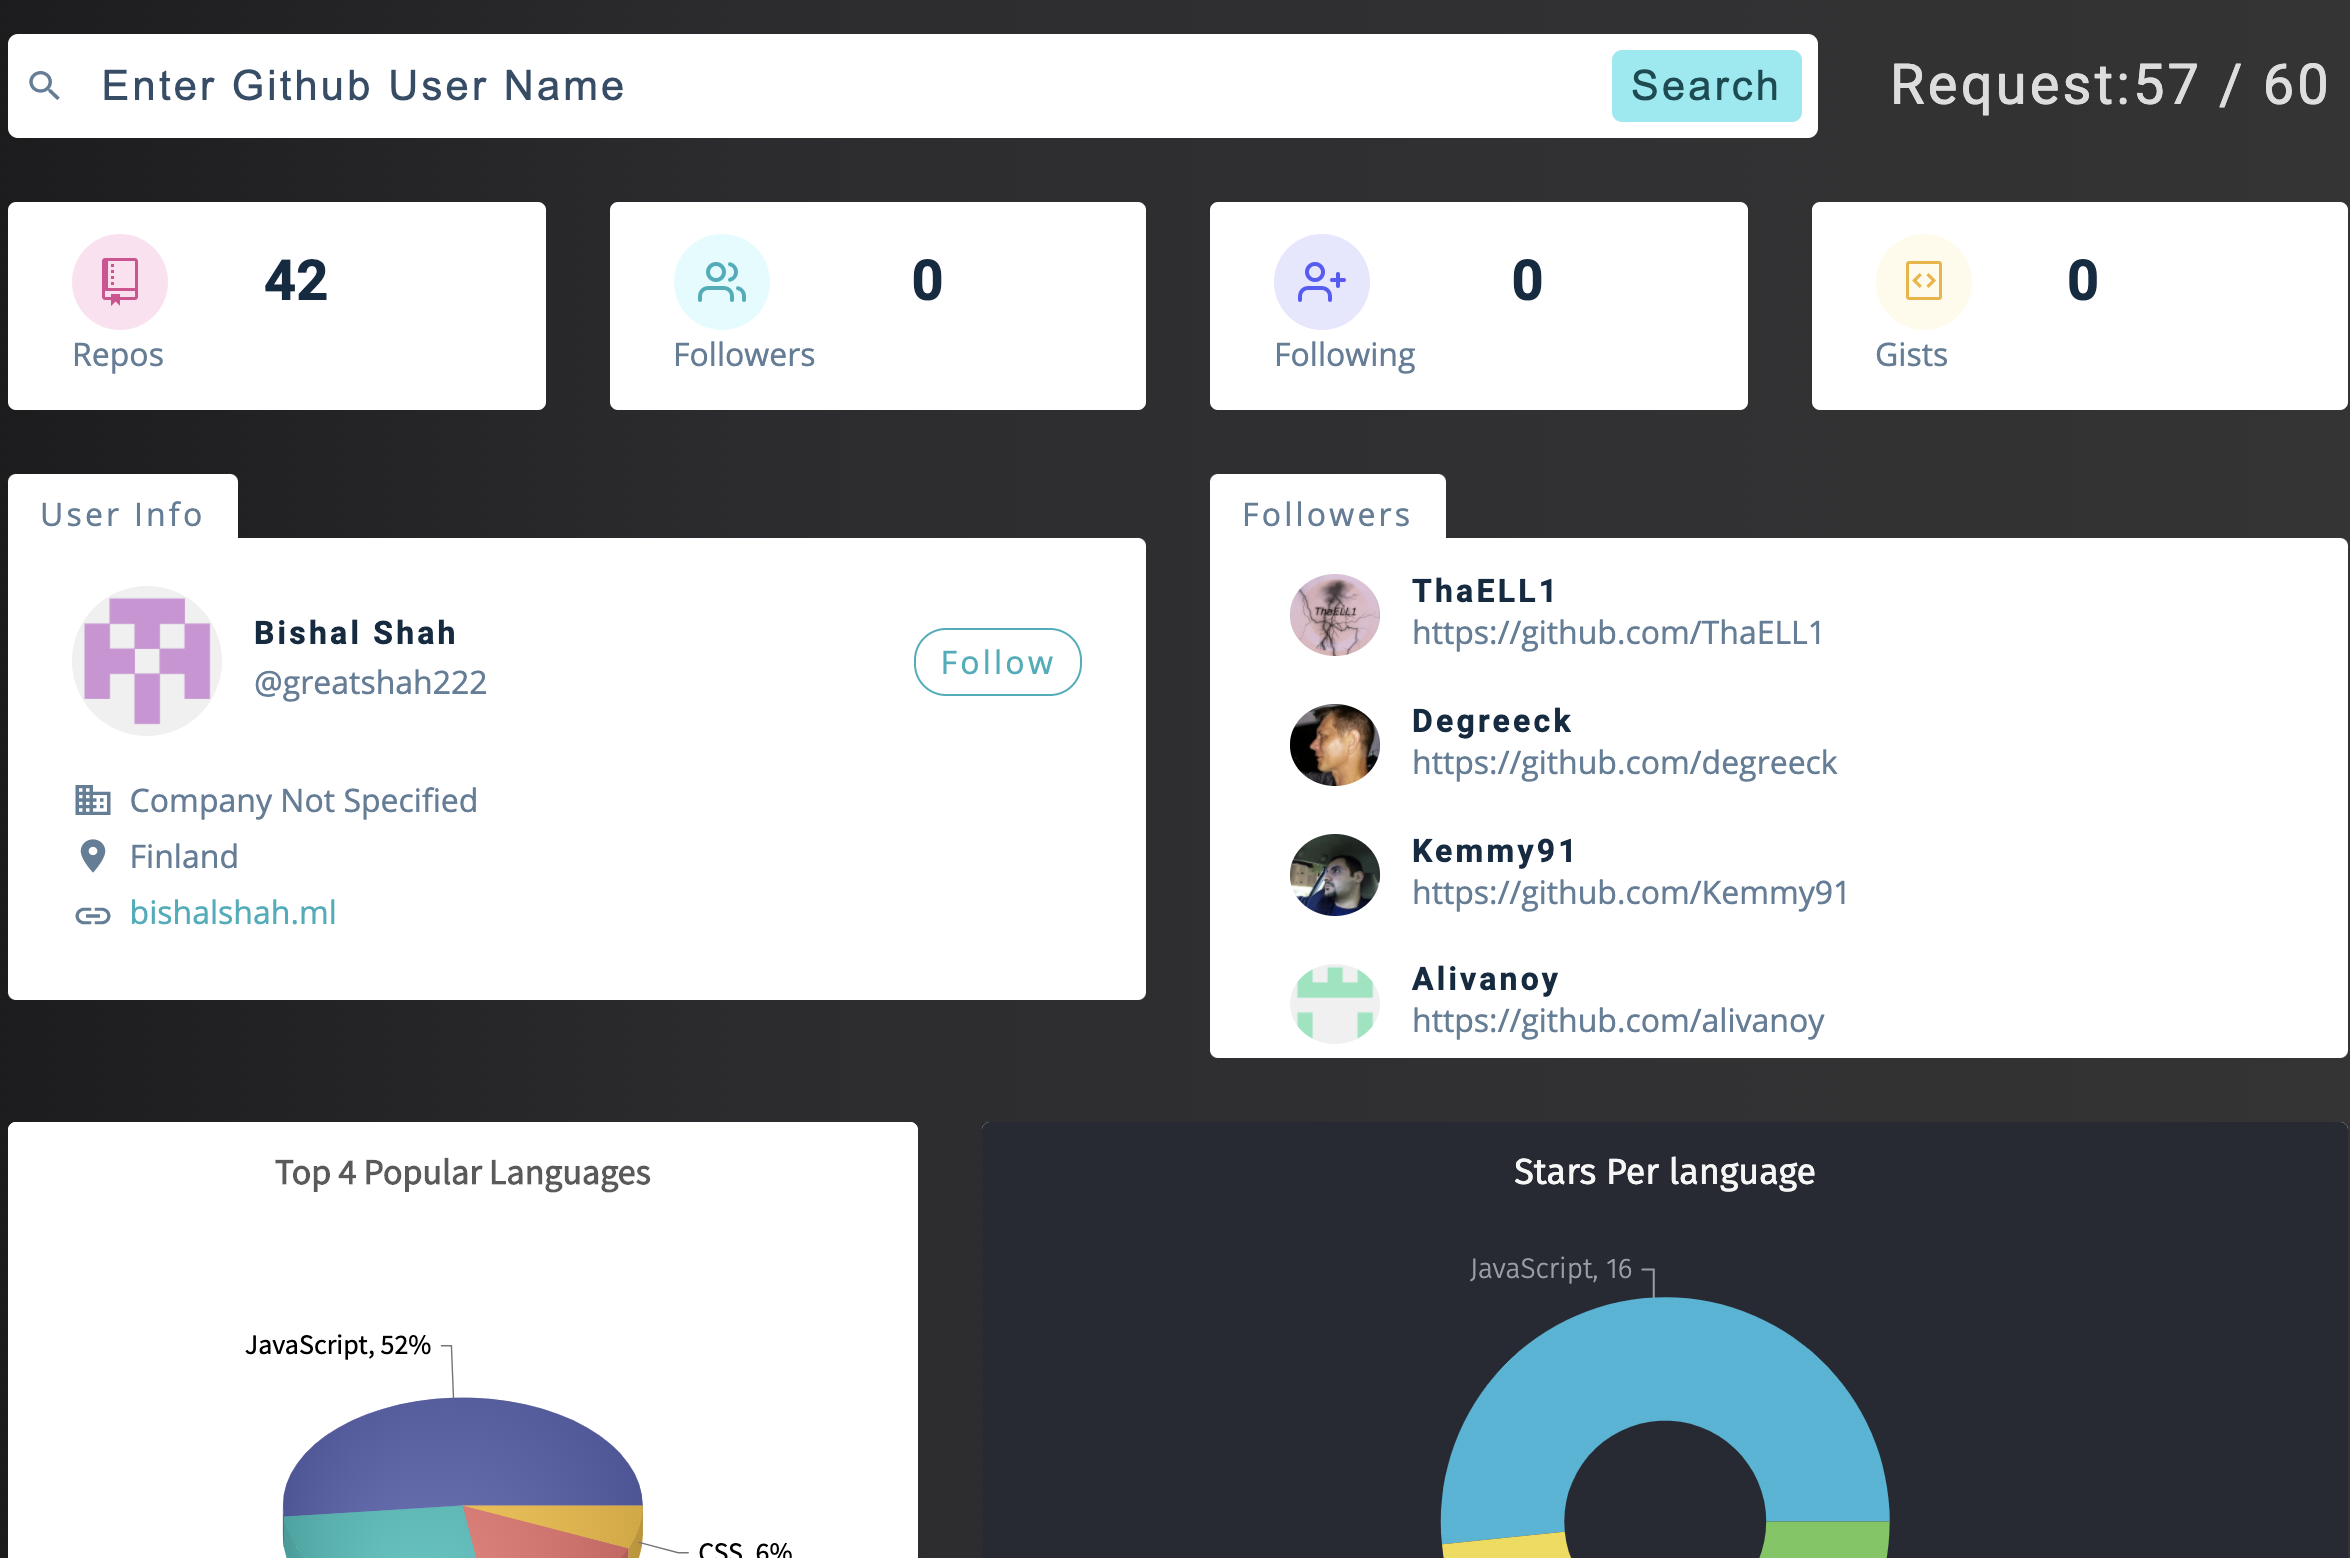 Enter Github User Name
Search
Request:57 / 60
42
Repos
0
Followers
0
Following
0
Gists
User Info
Bishal Shah
@greatshah222
Follow
Company Not Specified
Finland
bishalshah.ml
Followers
ThaELL1
ThaELL1
https://github.com/ThaELL1
Degreeck
https://github.com/degreeck
Kemmy91
https://github.com/Kemmy91
Alivanoy
https://github.com/alivanoy
Top 4 Popular Languages
JavaScript, 52%
CSS, 6%
Stars Per language
JavaScript, 16